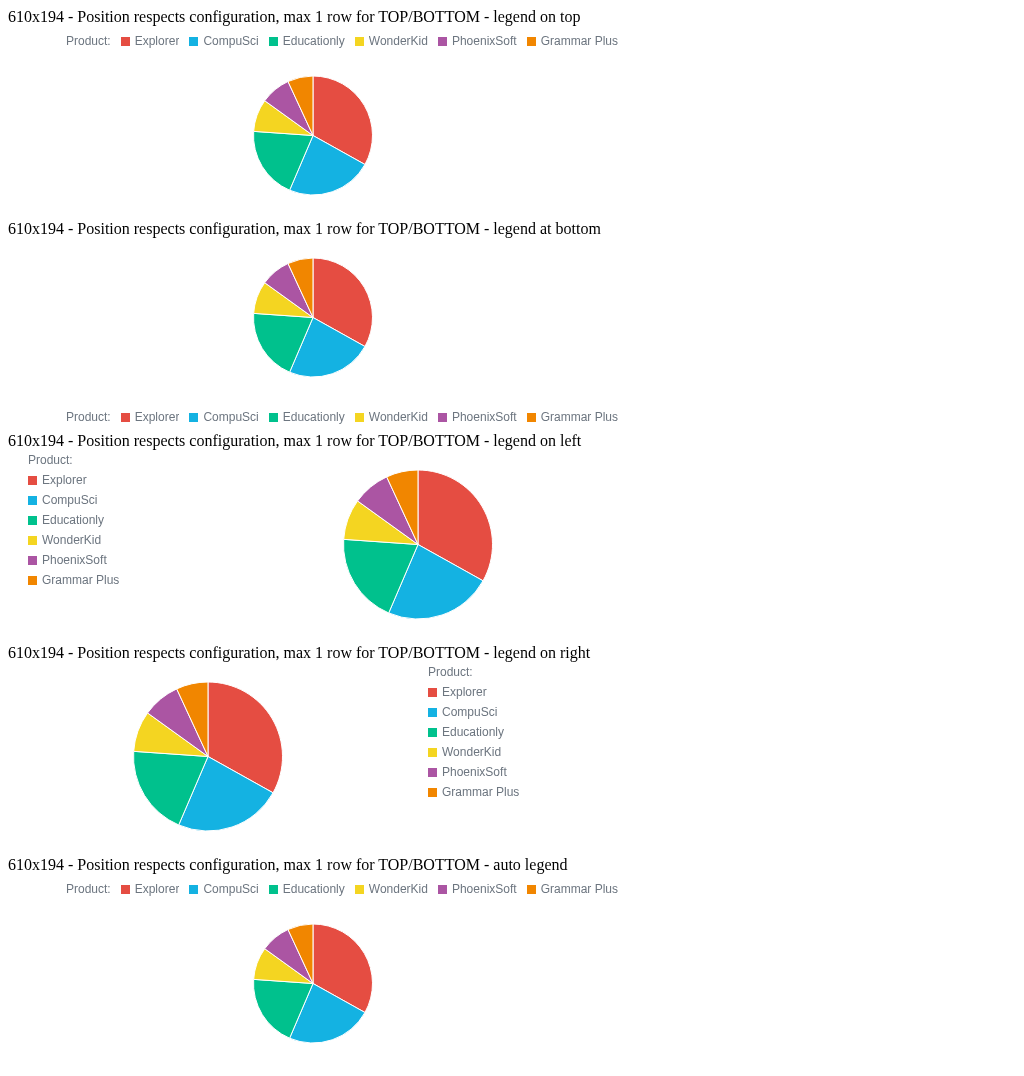 610x194 - Position respects configuration, max 1 row for TOP/BOTTOM - legend on top
Product: Explorer CompuSci Educationly WonderKid PhoenixSoft Grammar Plus
610x194 - Position respects configuration, max 1 row for TOP/BOTTOM - legend at bottom
Product: Explorer CompuSci Educationly WonderKid PhoenixSoft Grammar Plus
610x194 - Position respects configuration, max 1 row for TOP/BOTTOM - legend on left
Product:
Explorer
CompuSci
Educationly
WonderKid
PhoenixSoft
Grammar Plus
610x194 - Position respects configuration, max 1 row for TOP/BOTTOM - legend on right
Product:
Explorer
CompuSci
Educationly
WonderKid
PhoenixSoft
Grammar Plus
610x194 - Position respects configuration, max 1 row for TOP/BOTTOM - auto legend
Product: Explorer CompuSci Educationly WonderKid PhoenixSoft Grammar Plus